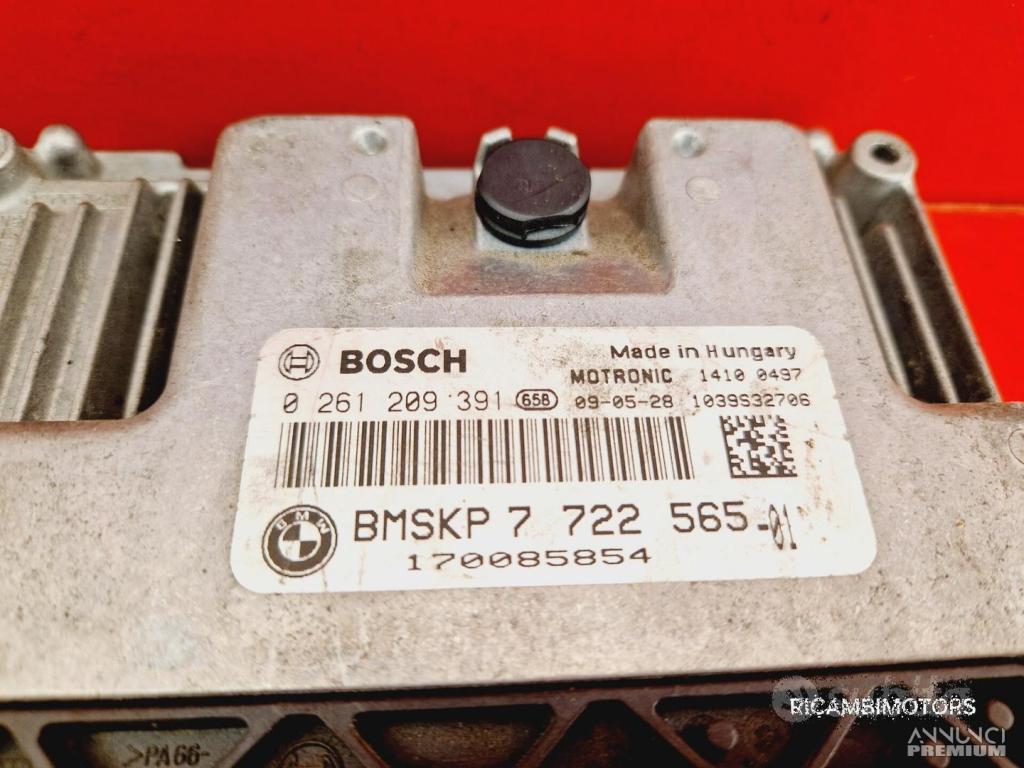 BOSCH
Made in Hungary
MOTRONIC 1410 0497
0 261 209 391 658 09-05-28 1039S32706
BMW
BMSKP 7 722 565-01
170085854
>PA66-
RICAMBIMOTORS
ANNUNCI
PREMIUM